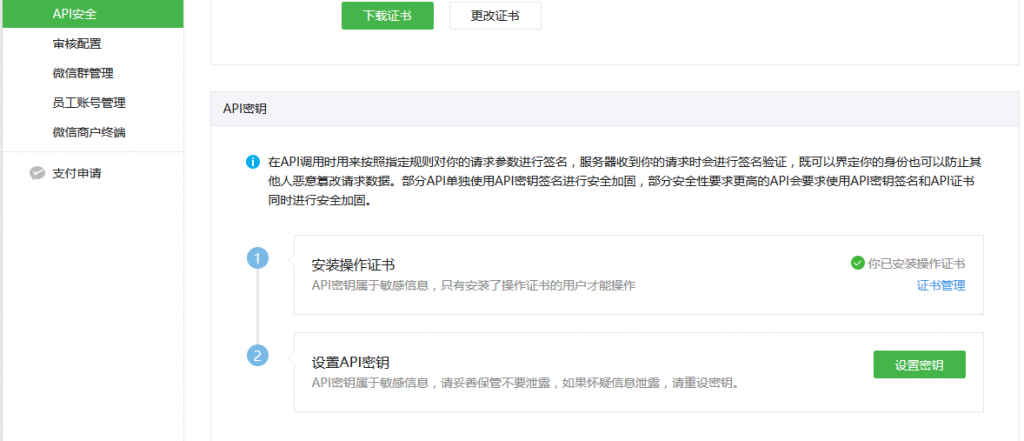 API安全
审核配置
微信群管理
员工账号管理
微信商户终端
支付申请
下载证书
更改证书
API密钥
在API调用时用来按照指定规则对你的请求参数进行签名，服务器收到你的请求时会进行签名验证，既可以界定你的身份也可以防止其
他人恶意篡改请求数据。部分API单独使用API密钥签名进行安全加固，部分安全性要求更高的API会要求使用API密钥签名和API证书
同时进行安全加固。
1
安装操作证书
API密钥属于敏感信息，只有安装了操作证书的用户才能操作
你已安装操作证书
证书管理
2
设置API密钥
API密钥属于敏感信息，请妥善保管不要泄露，如果怀疑信息泄露，请重设密钥。
设置密钥